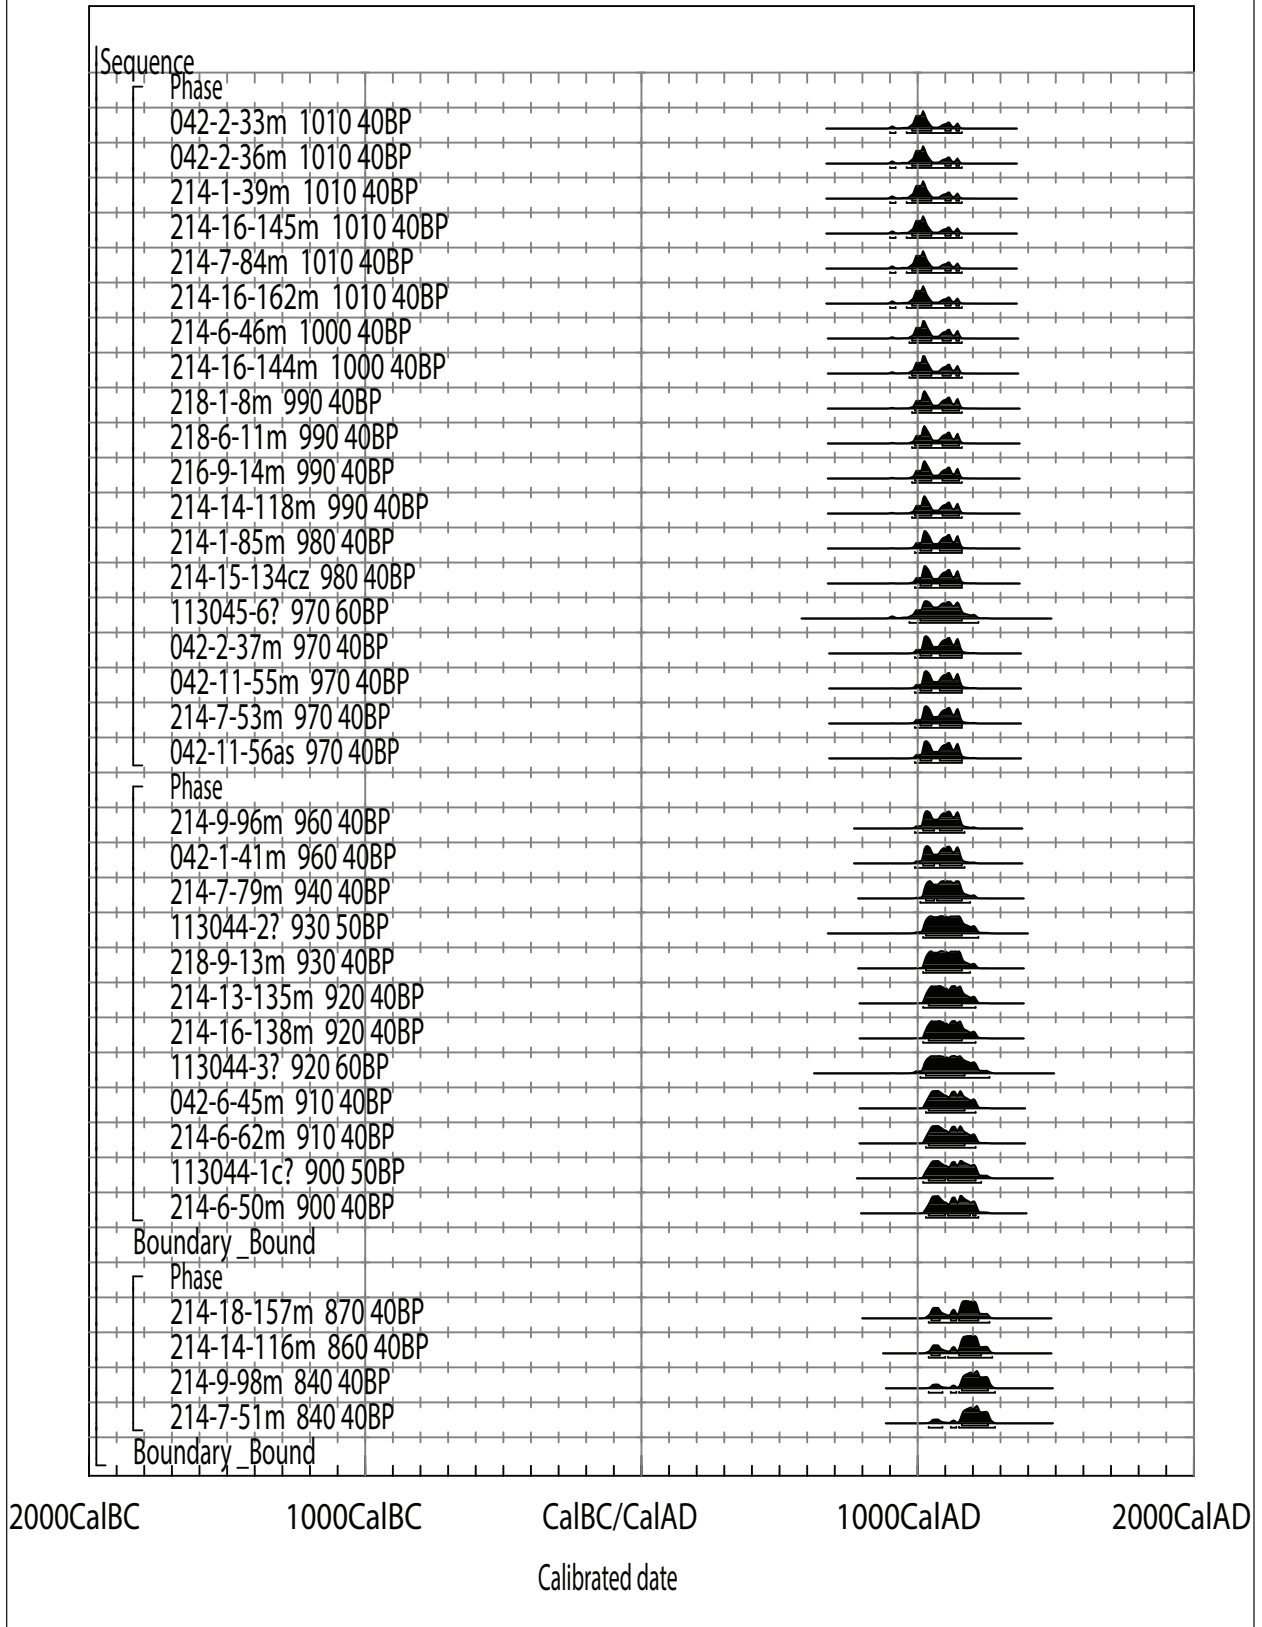 Sequence
Phase
042-2-33m 1010 40BP
042-2-36m 1010 40BP
214-1-39m 1010 40BP
214-16-145m 1010 40BP
214-7-84m 1010 40BP
214-16-162m 1010 40BP
214-6-46m 1000 40BP
214-16-144m 1000 40BP
218-1-8m 990 40BP
218-6-11m 990 40BP
216-9-14m 990 40BP
214-14-118m 990 40BP
214-1-85m 980 40BP
214-15-134cz 980 40BP
113045-6? 970 60BP
042-2-37m 970 40BP
042-11-55m 970 40BP
214-7-53m 970 40BP
042-11-56as 970 40BP
Phase
214-9-96m 960 40BP
042-1-41m 960 40BP
214-7-79m 940 40BP
113044-2? 930 50BP
218-9-13m 930 40BP
214-13-135m 920 40BP
214-16-138m 920 40BP
113044-3? 920 60BP
042-6-45m 910 40BP
214-6-62m 910 40BP
113044-1c? 900 50BP
214-6-50m 900 40BP
Boundary _Bound
Phase
214-18-157m 870 40BP
214-14-116m 860 40BP
214-9-98m 840 40BP
214-7-51m 840 40BP
Boundary _Bound
2000CalBC 1000CalBC CalBC/CalAD 1000CalAD 2000CalAD
Calibrated date